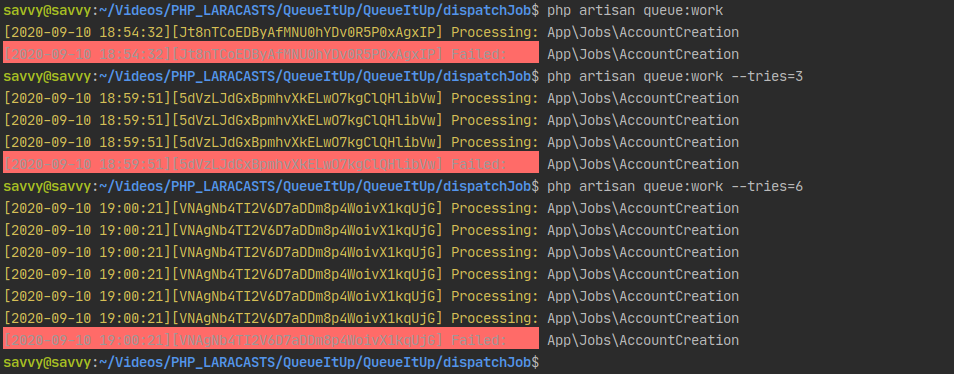 savvy@savvy:~/Videos/PHP_LARACASTS/QueueItUp/QueueItUp/dispatchJob$ php artisan queue:work
[2020-09-10 18:54:32][Jt8nTCoEDByAfMNU0hYDv0R5P0xAgxIP] Processing: App\Jobs\AccountCreation
[2020-09-10 18:54:32][Jt8nTCoEDByAfMNU0hYDv0R5P0xAgxIP] Failed: App\Jobs\AccountCreation
savvy@savvy:~/Videos/PHP_LARACASTS/QueueItUp/QueueItUp/dispatchJob$ php artisan queue:work --tries=3
[2020-09-10 18:59:51][5dVzLJdGxBpmhvXkELwO7kgClQHlibVw] Processing: App\Jobs\AccountCreation
[2020-09-10 18:59:51][5dVzLJdGxBpmhvXkELwO7kgClQHlibVw] Processing: App\Jobs\AccountCreation
[2020-09-10 18:59:51][5dVzLJdGxBpmhvXkELwO7kgClQHlibVw] Processing: App\Jobs\AccountCreation
[2020-09-10 18:59:51][5dVzLJdGxBpmhvXkELwO7kgClQHlibVw] Failed: App\Jobs\AccountCreation
savvy@savvy:~/Videos/PHP_LARACASTS/QueueItUp/QueueItUp/dispatchJob$ php artisan queue:work --tries=6
[2020-09-10 19:00:21][VNAgNb4TI2V6D7aDDm8p4WoivX1kqUjG] Processing: App\Jobs\AccountCreation
[2020-09-10 19:00:21][VNAgNb4TI2V6D7aDDm8p4WoivX1kqUjG] Processing: App\Jobs\AccountCreation
[2020-09-10 19:00:21][VNAgNb4TI2V6D7aDDm8p4WoivX1kqUjG] Processing: App\Jobs\AccountCreation
[2020-09-10 19:00:21][VNAgNb4TI2V6D7aDDm8p4WoivX1kqUjG] Processing: App\Jobs\AccountCreation
[2020-09-10 19:00:21][VNAgNb4TI2V6D7aDDm8p4WoivX1kqUjG] Processing: App\Jobs\AccountCreation
[2020-09-10 19:00:21][VNAgNb4TI2V6D7aDDm8p4WoivX1kqUjG] Processing: App\Jobs\AccountCreation
[2020-09-10 19:00:21][VNAgNb4TI2V6D7aDDm8p4WoivX1kqUjG] Failed: App\Jobs\AccountCreation
savvy@savvy:~/Videos/PHP_LARACASTS/QueueItUp/QueueItUp/dispatchJob$